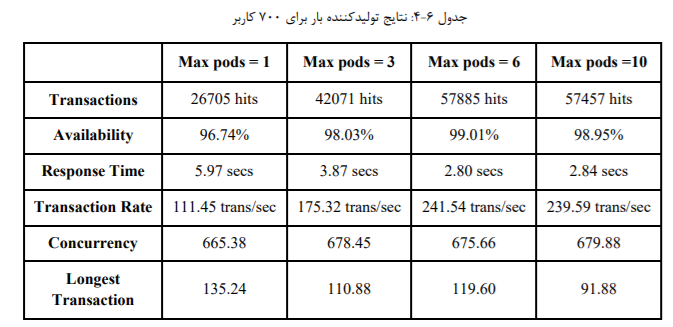 جدول ۶-۴: نتایج تولیدکننده بار برای ۷۰۰ کاربر
Max pods = 1 Max pods = 3 Max pods = 6 Max pods =10
Transactions 26705 hits 42071 hits 57885 hits 57457 hits
Availability 96.74% 98.03% 99.01% 98.95%
Response Time 5.97 secs 3.87 secs 2.80 secs 2.84 secs
Transaction Rate 111.45 trans/sec 175.32 trans/sec 241.54 trans/sec 239.59 trans/sec
Concurrency 665.38 678.45 675.66 679.88
Longest
Transaction 135.24 110.88 119.60 91.88